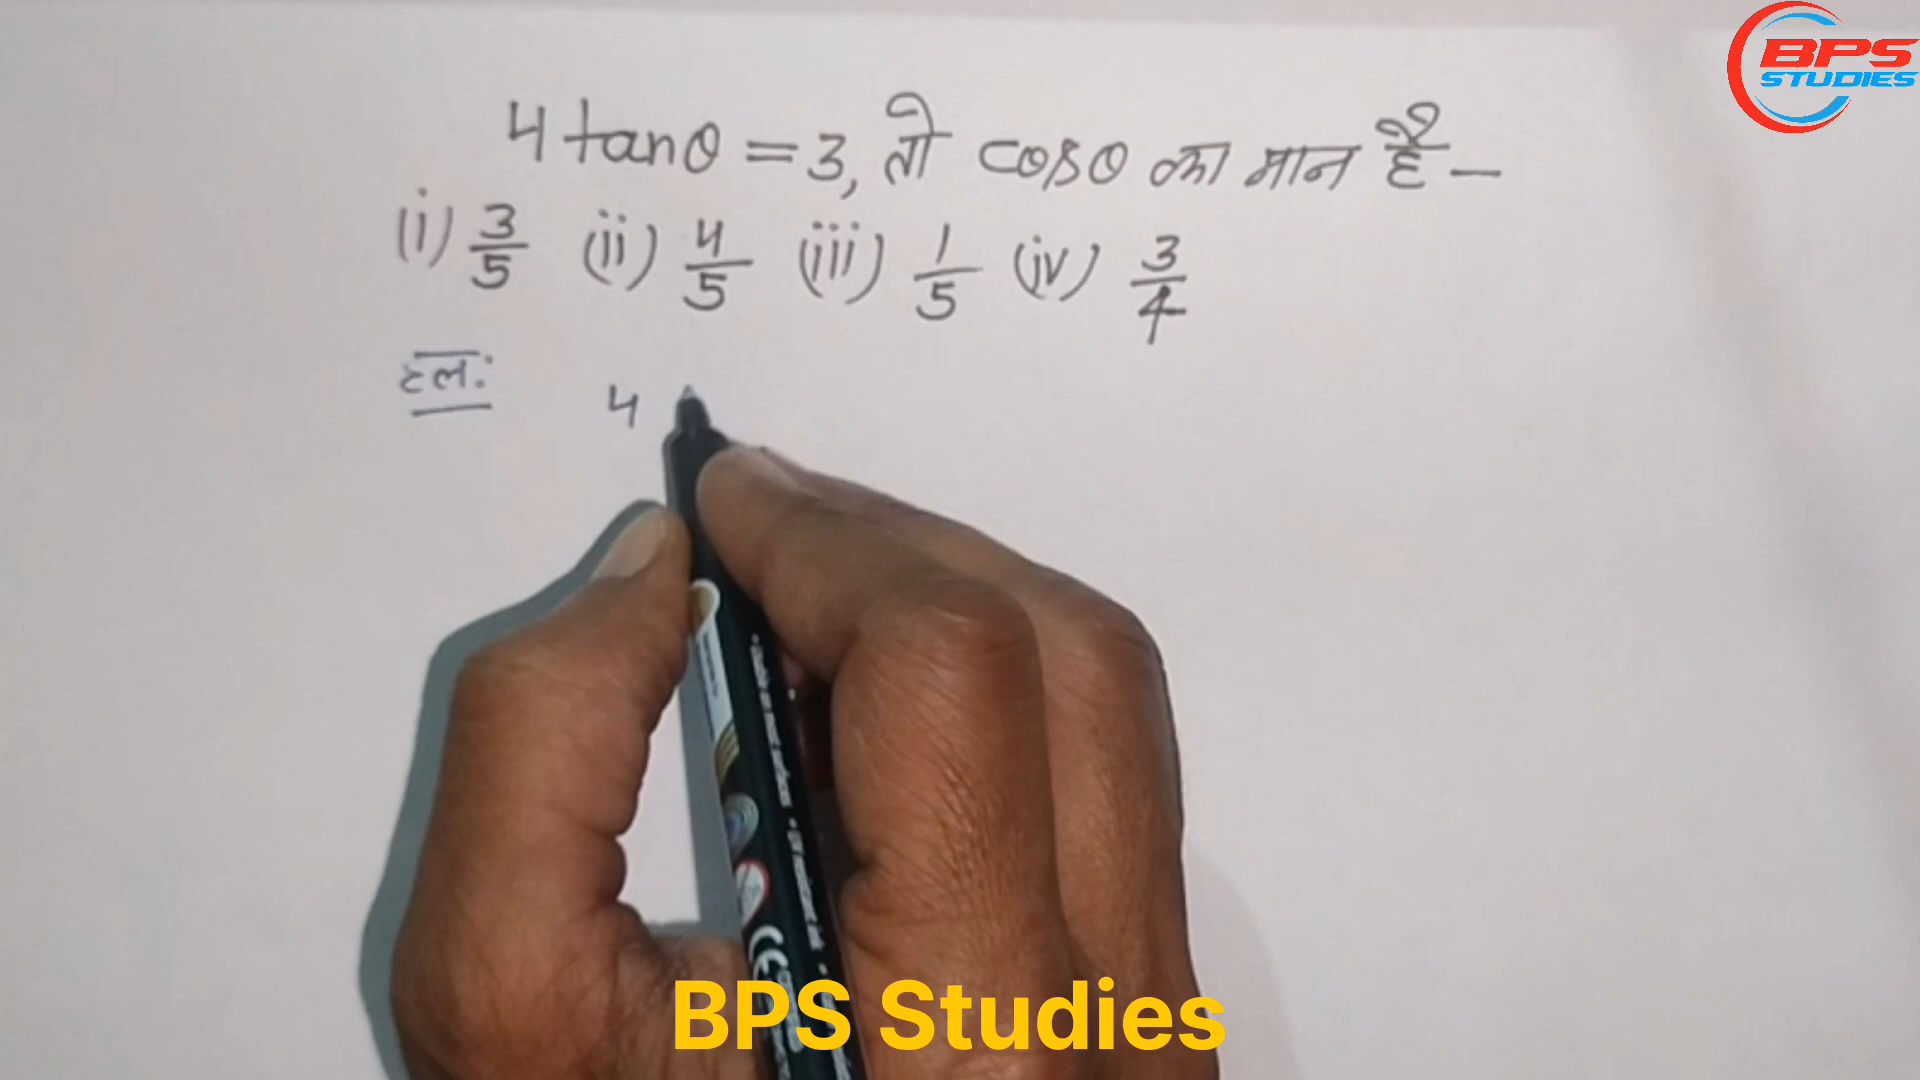 BPS
STUDIES
4 tanθ = 3, तो cosθ का मान है –
(i) 3/5 (ii) 4/5 (iii) 1/5 (iv) 3/4
हल:
4
CE
BPS Studies